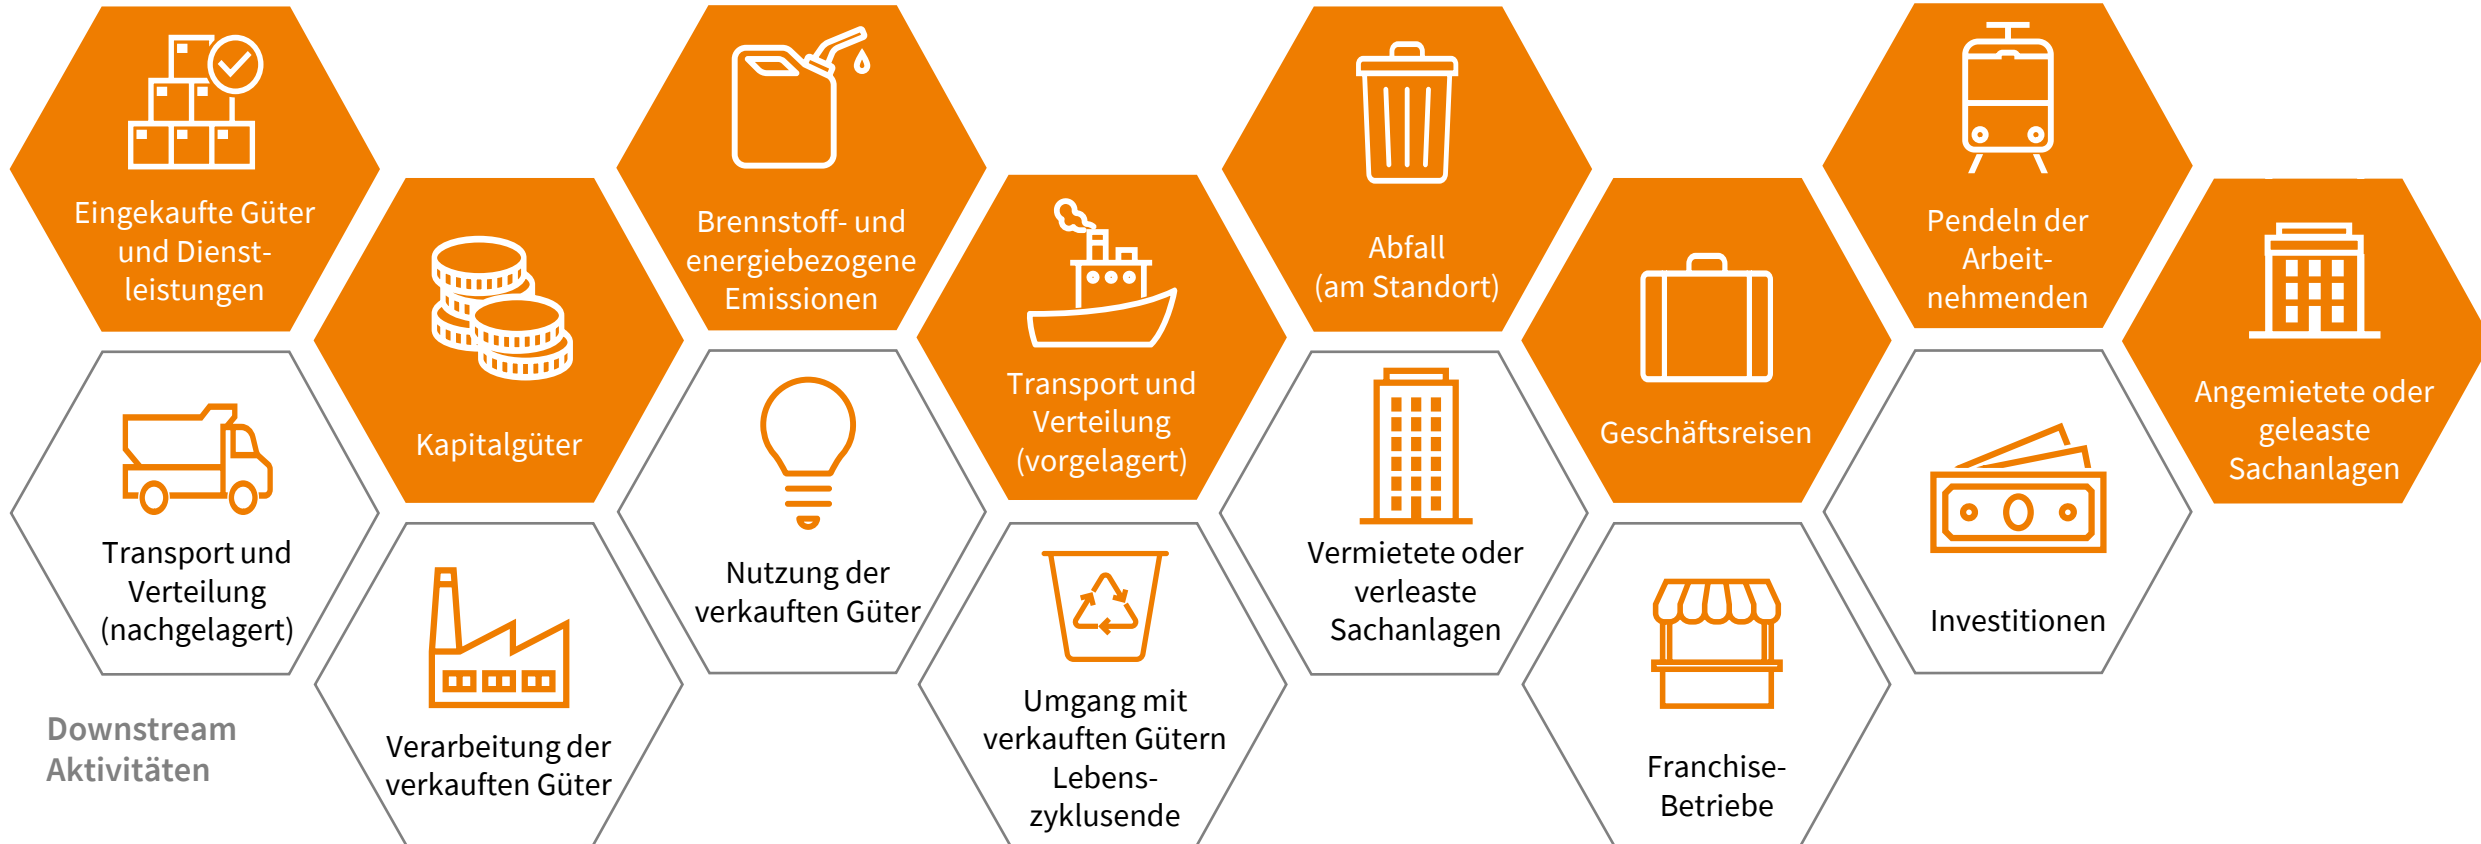 Eingekaufte Güter
und Dienst-
leistungen
Kapitalgüter
Brennstoff- und
energiebezogene
Emissionen
Transport und
Verteilung
(vorgelagert)
Abfall
(am Standort)
Geschäftsreisen
Pendeln der
Arbeit-
nehmenden
Angemietete oder
geleaste
Sachanlagen
Transport und
Verteilung
(nachgelagert)
Verarbeitung der
verkauften Güter
Nutzung der
verkauften Güter
Umgang mit
verkauften Gütern
Lebens-
zyklusende
Vermietete oder
verleaste
Sachanlagen
Franchise-
Betriebe
Investitionen
Downstream
Aktivitäten